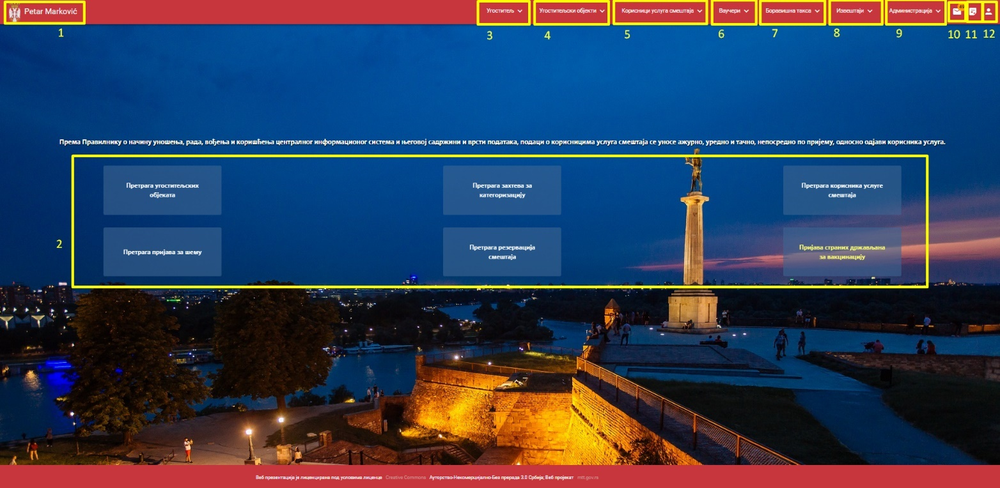 Petar Marković
Угоститељ
Угоститељски објекти
Корисници услуга смештаја
Ваучери
Боравишна такса
Извештаји
Администрација
49
1
3
4
5
6
7
8
9
10
11
12
Према Правилнику о начину уношења, рада, вођења и коришћења централног информационог система и његовој садржини и врсти података, подаци о корисницима услуга смештаја се уносе ажурно, уредно и тачно, непосредно по пријему, односно одјави корисника услуга.
2
Претрага угоститељских
објеката
Претрага захтева за
категоризацију
Претрага корисника услуге
смештаја
Претрага пријава за шему
Претрага резервација
смештаја
Пријава страних држављана
за вакцинацију
Веб презентација је лиценцирана под условима лиценце Creative Commons Ауторство-Некомерцијално-Без прерада 3.0 Србија; Веб пројекат mtt.gov.rs